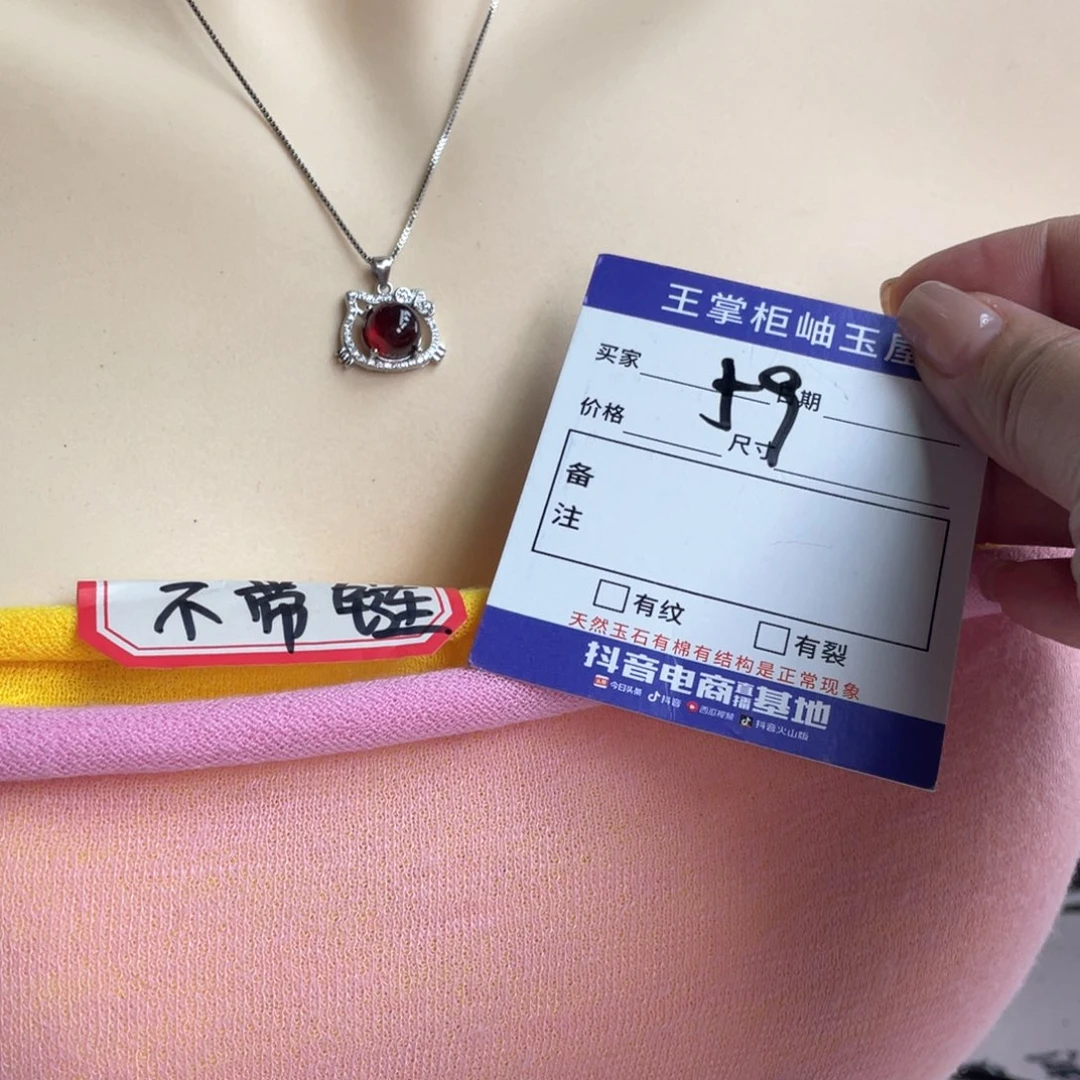 王掌柜岫玉屋
买家 日期
59
价格 尺寸
备
注
有纹 有裂
天然玉石有棉有结构是正常现象
抖音电商直播基地
今日头条 抖音 西瓜视频 抖音火山版
不带链